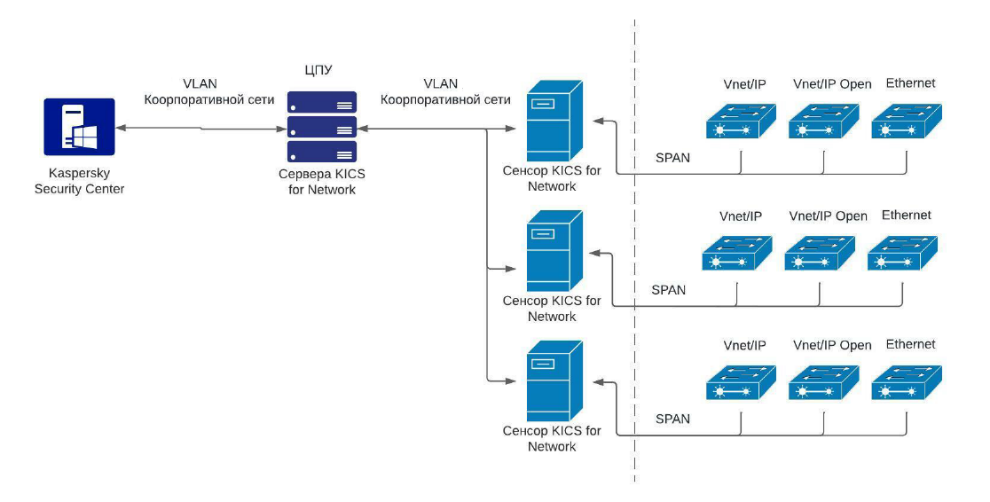 ЦПУ
VLAN
Коорпоративной сети
VLAN
Коорпоративной сети
Kaspersky
Security Center
Сервера KICS
for Network
Сенсор KICS for
Network
Vnet/IP
Vnet/IP Open
Ethernet
SPAN
Сенсор KICS for
Network
Vnet/IP
Vnet/IP Open
Ethernet
SPAN
Сенсор KICS for
Network
Vnet/IP
Vnet/IP Open
Ethernet
SPAN